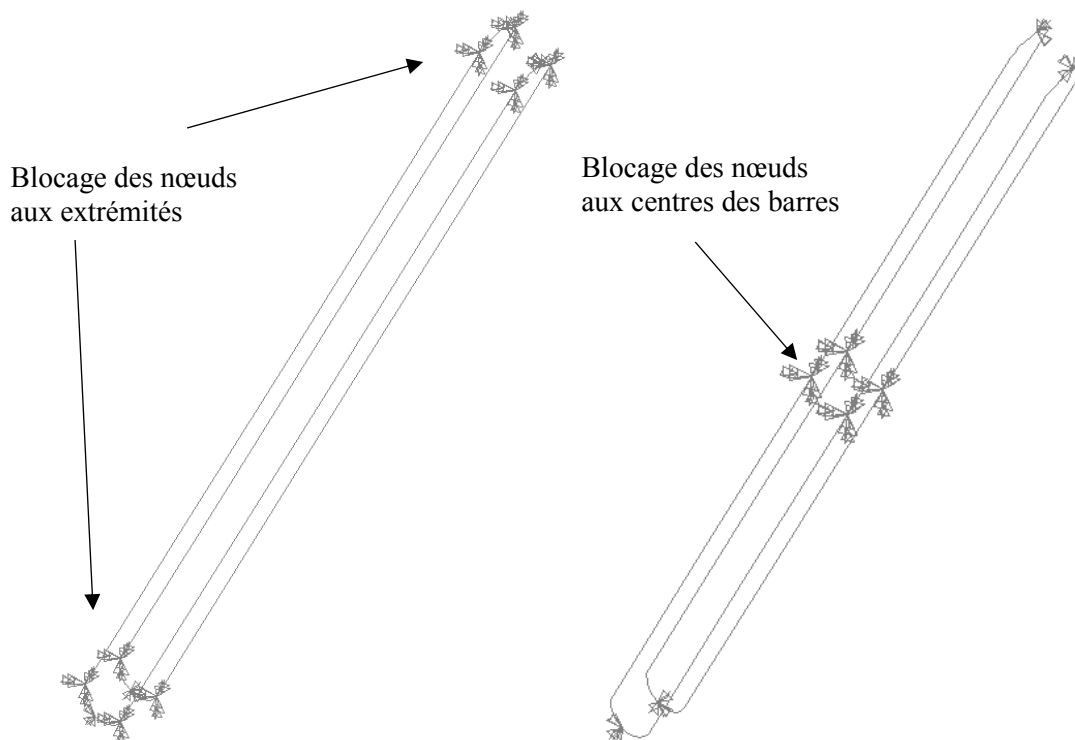 Blocage des nœuds
aux extrémités
Blocage des nœuds
aux centres des barres